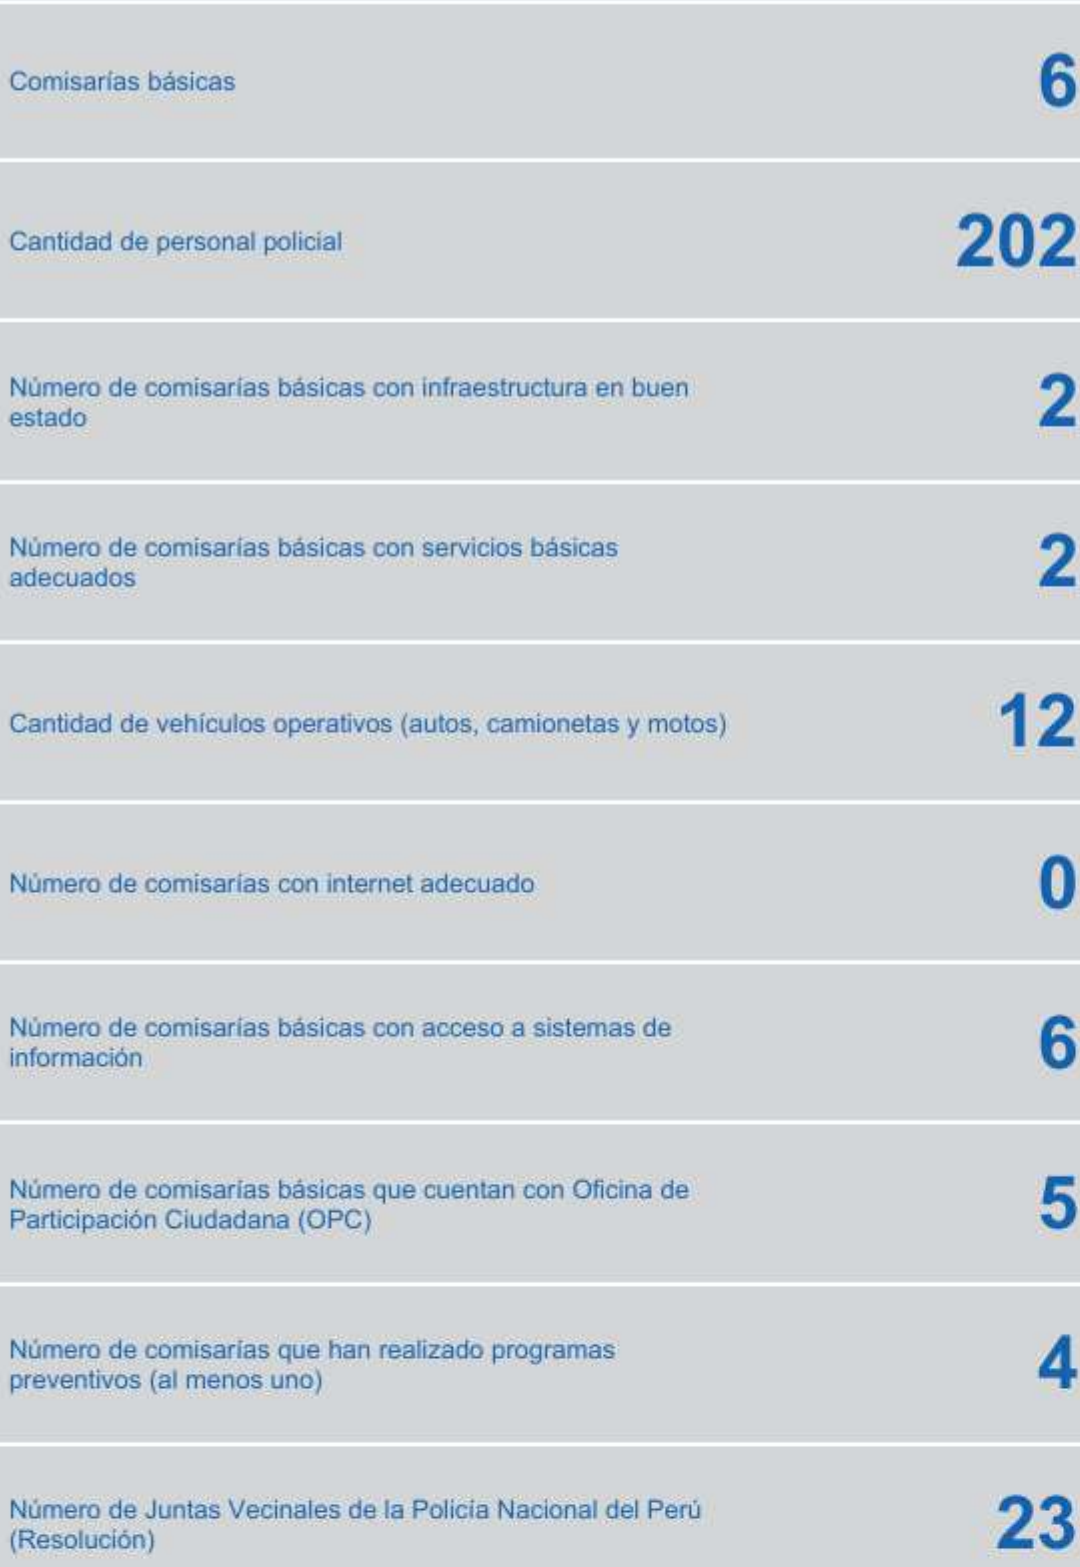 Comisarías básicas 6
Cantidad de personal policial 202
Número de comisarías básicas con infraestructura en buen
estado 2
Número de comisarías básicas con servicios básicas
adecuados 2
Cantidad de vehículos operativos (autos, camionetas y motos) 12
Número de comisarías con internet adecuado 0
Número de comisarías básicas con acceso a sistemas de
información 6
Número de comisarías básicas que cuentan con Oficina de
Participación Ciudadana (OPC) 5
Número de comisarías que han realizado programas
preventivos (al menos uno) 4
Número de Juntas Vecinales de la Policía Nacional del Perú
(Resolución) 23